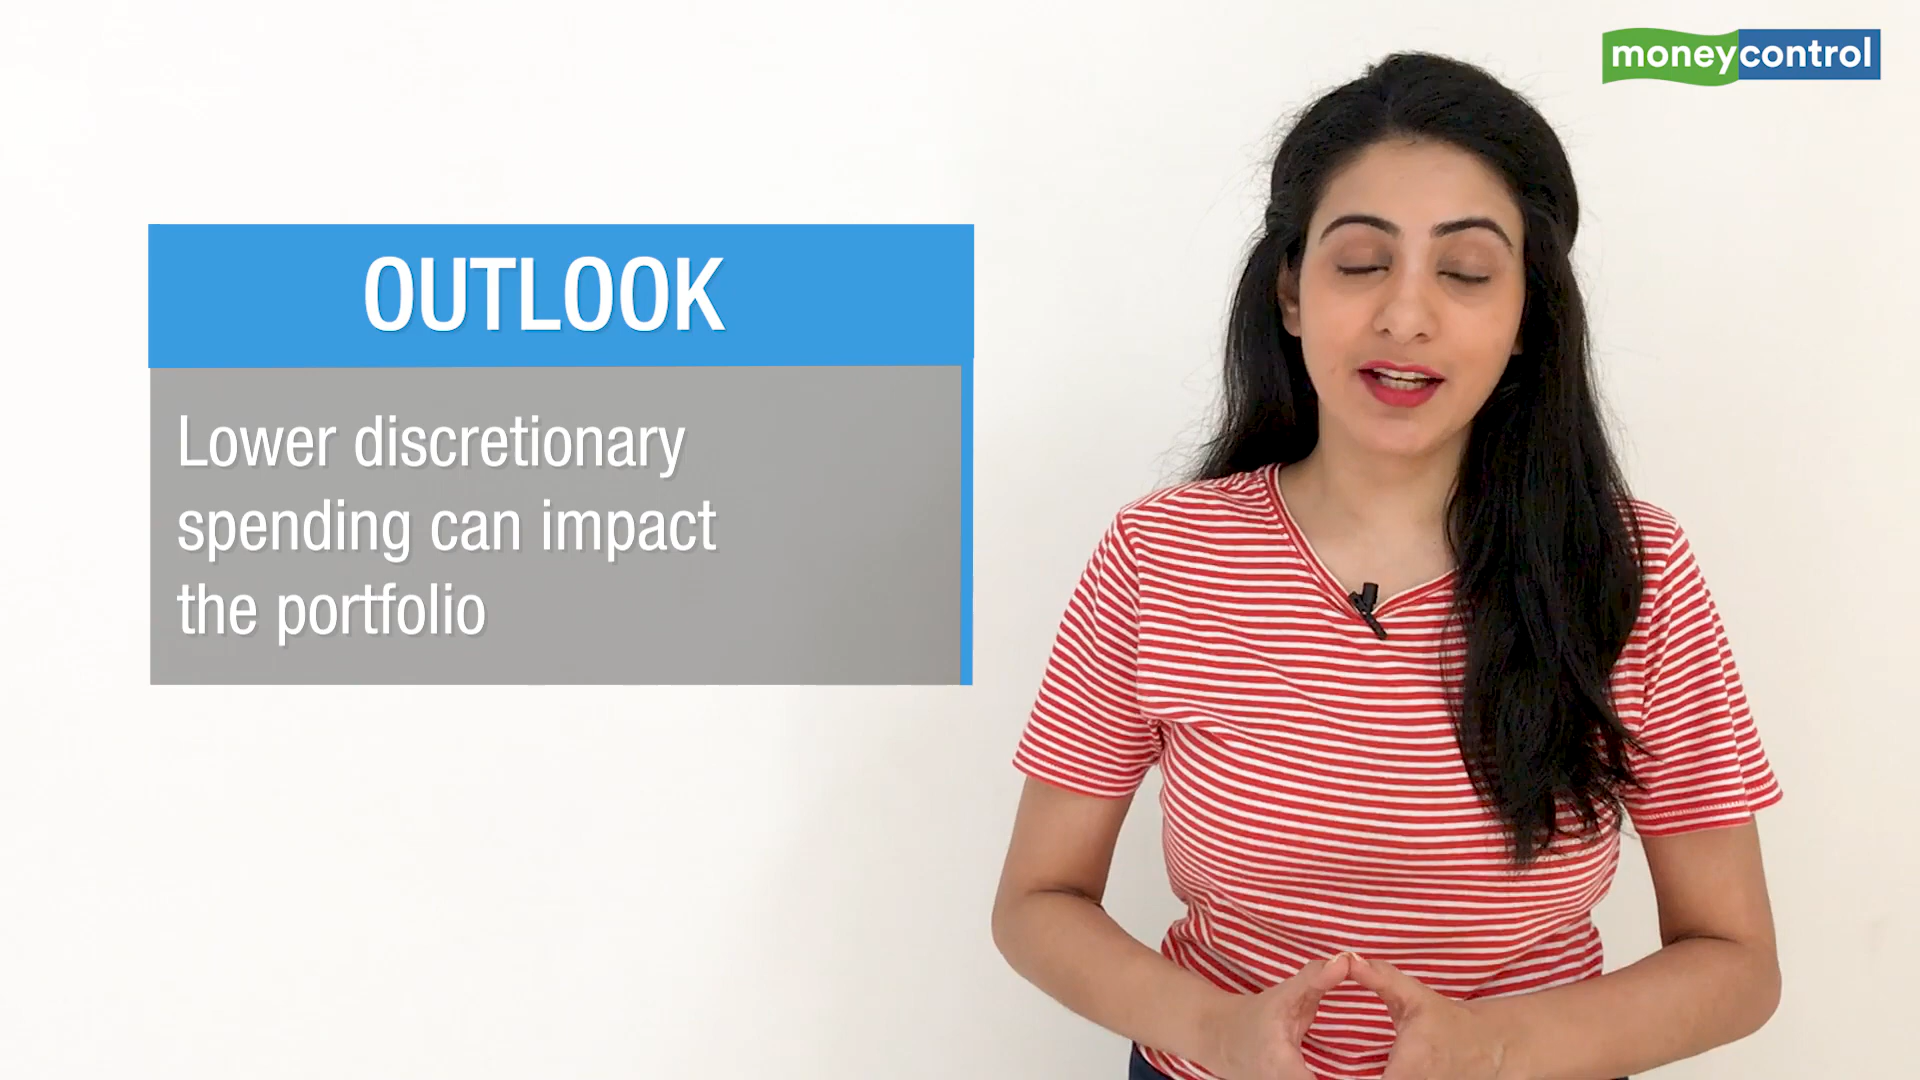 moneycontrol
OUTLOOK
Lower discretionary
spending can impact
the portfolio